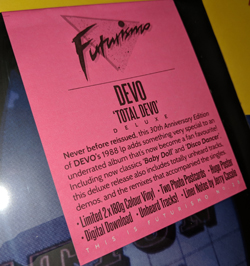 Futurismo
DEVO
'TOTAL DEVO'
DELUXE
Never before reissued, this 30th Anniversary Edition
of DEVO's 1988 lp adds something very special to an
underrated album that's now become a fan favourite!
Including now classics 'Baby Doll' and 'Disco Dancer',
this deluxe release also includes totally unheard tracks,
demos, and the remixes that accompanied the singles.
• Limited 2x180g Colour Vinyl • Two Photo Postcards • Huge Poster
• Digital Download • Unheard Tracks! • Liner Notes by Jerry Casale
THIS IS FUTURISMO